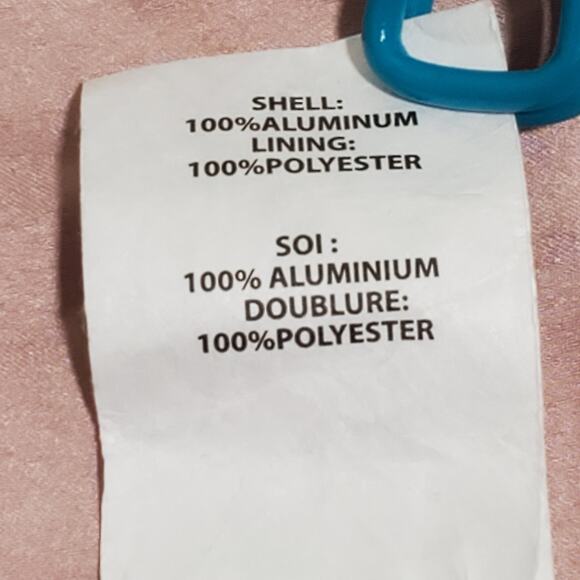 SHELL:
100%ALUMINUM
LINING:
100%POLYESTER
SOI :
100% ALUMINIUM
DOUBLURE:
100%POLYESTER